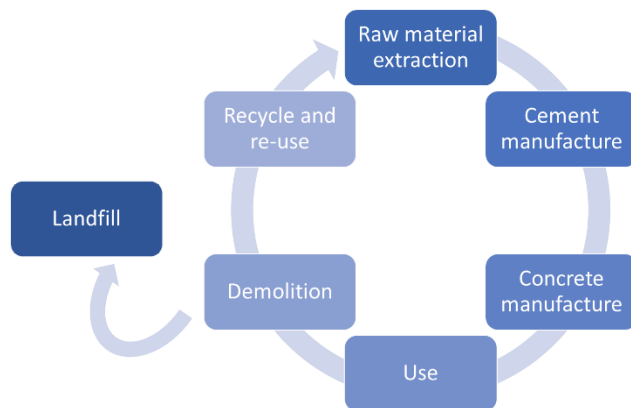 Raw material
extraction
Cement
manufacture
Concrete
manufacture
Use
Demolition
Landfill
Recycle and
re-use